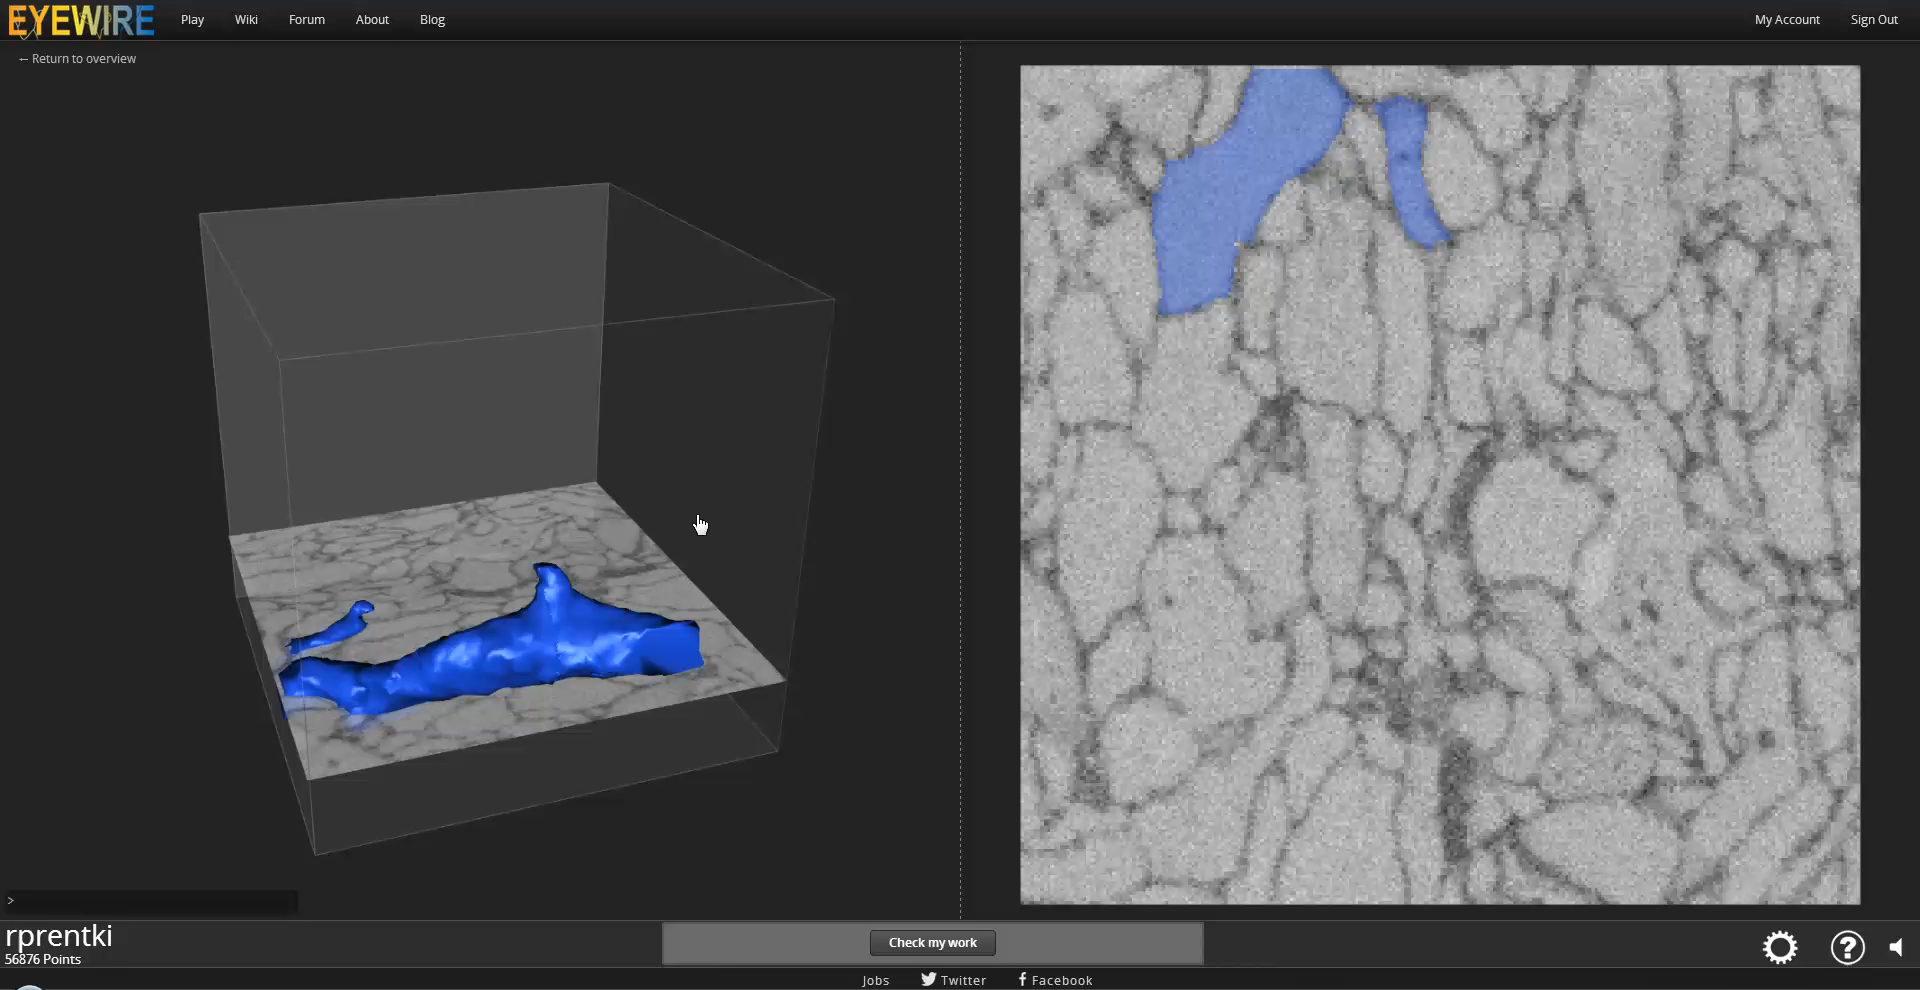 EYEWIRE Play Wiki Forum About Blog My Account Sign Out
← Return to overview
>
rprentki
56876 Points
Check my work
?
Jobs Twitter Facebook